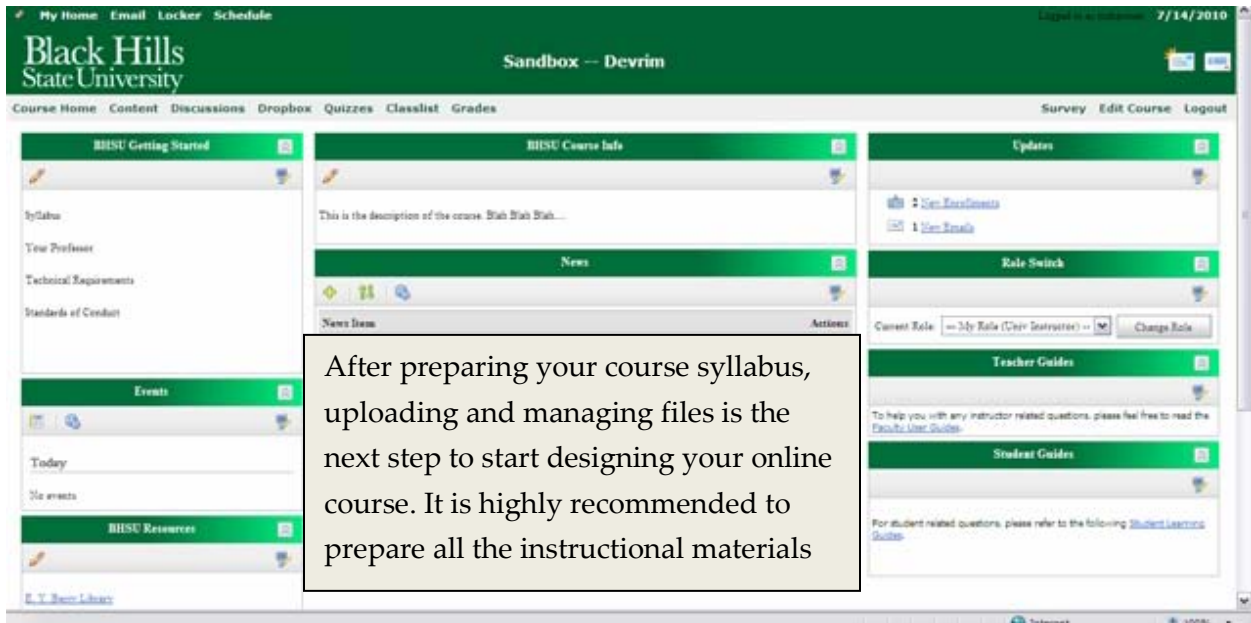 My Home Email Locker Schedule
7/14/2010
Black Hills
State University
Sandbox -- Devrim
Course Home Content Discussions Dropbox Quizzes Classlist Grades
Survey Edit Course Logout
BHSU Getting Started
Syllabus
Your Professor
Technical Requirements
Standards of Conduct
Events
Today
No events
BHSU Resources
E. Y. Berry Library
BHSU Course Info
This is the description of the course. Blah Blah Blah....
News
News Item Actions
After preparing your course syllabus,
uploading and managing files is the
next step to start designing your online
course. It is highly recommended to
prepare all the instructional materials
Updates
2 New Enrollments
1 New Emails
Role Switch
Current Role: -- My Role (Univ Instructor) -- Change Role
Teacher Guides
To help you with any instructor related questions, please feel free to read the
Faculty User Guides.
Student Guides
For student related questions, please refer to the following Student Learning
Guides.
Internet
100%